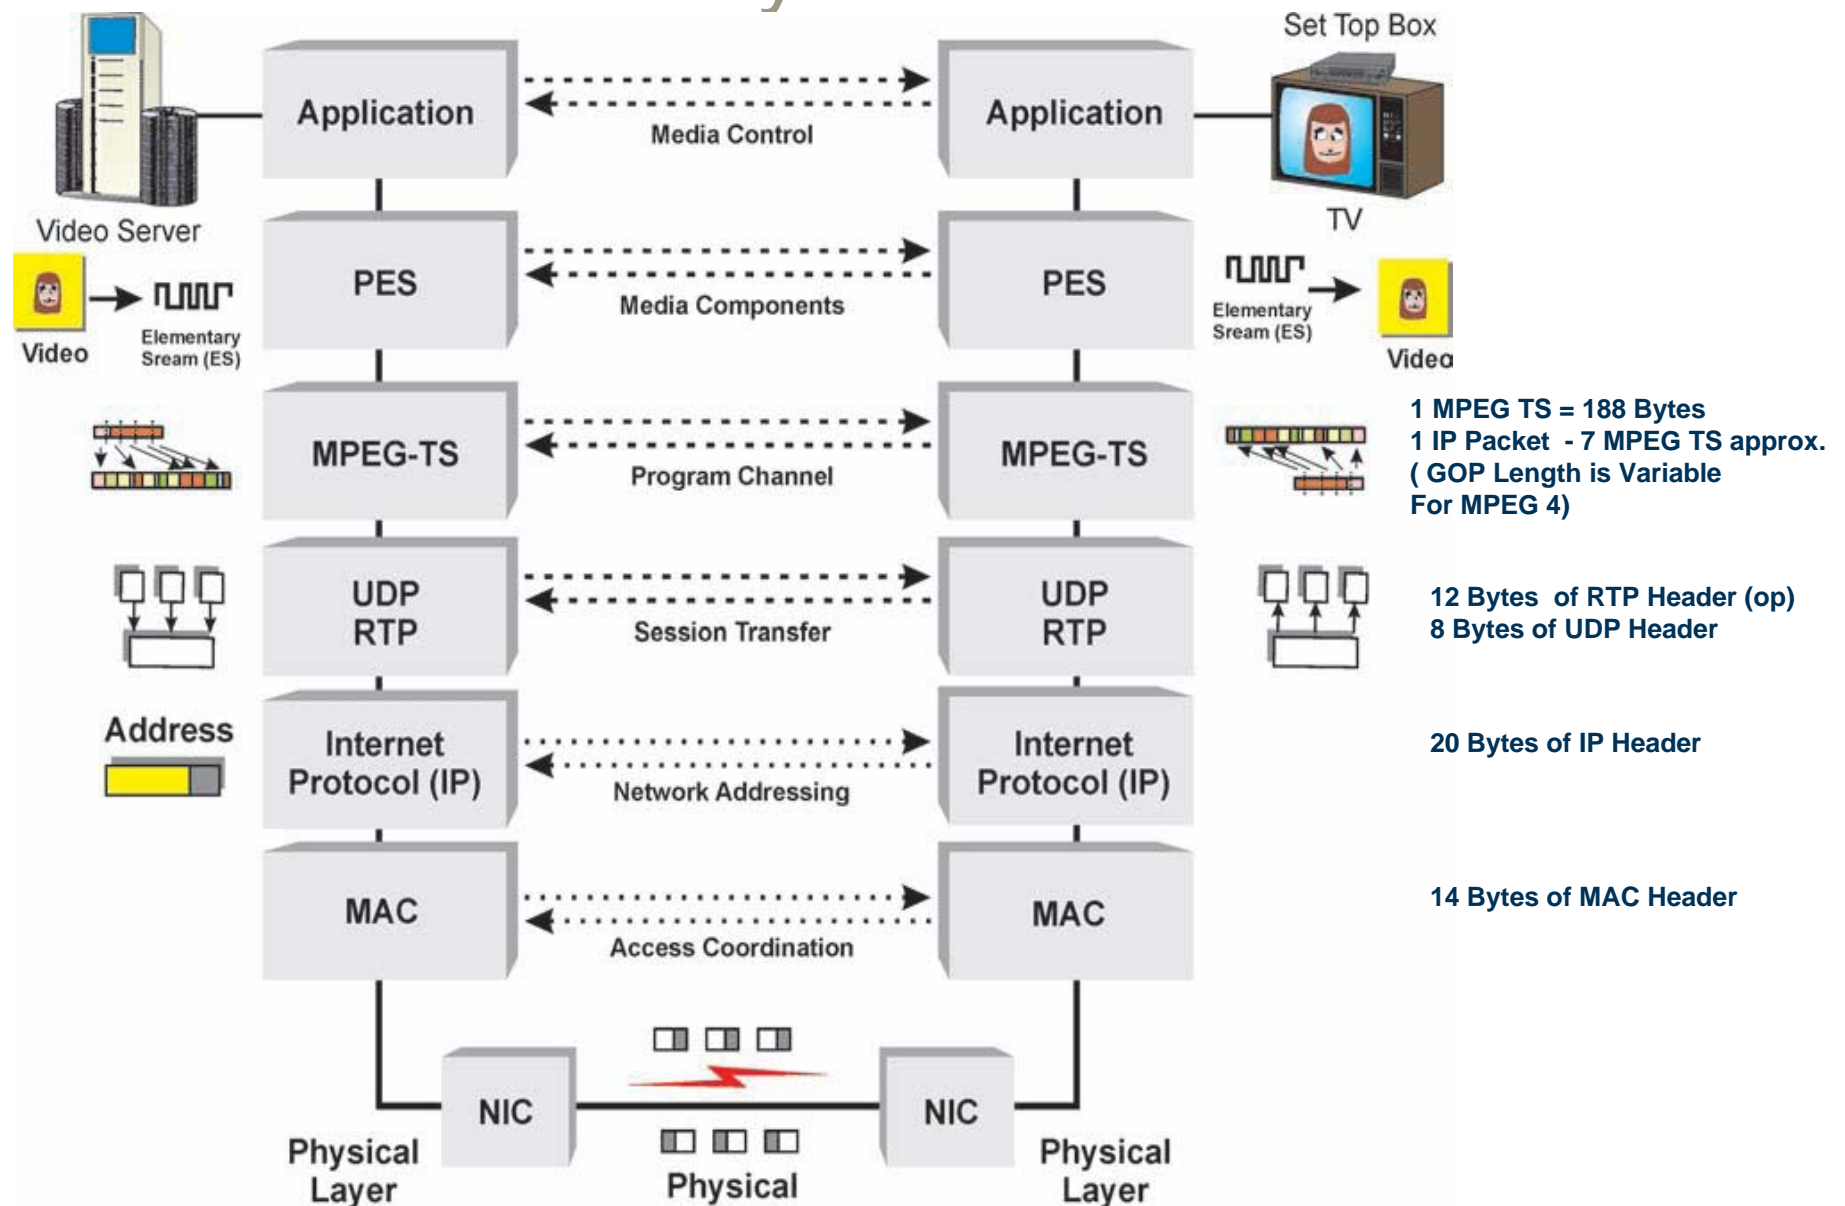 Set Top Box
Application
Media Control
Application
Video Server
TV
PES
Media Components
PES
Video
Elementary
Sream (ES)
Elementary
Sream (ES)
Video
MPEG-TS
Program Channel
MPEG-TS
1 MPEG TS = 188 Bytes
1 IP Packet - 7 MPEG TS approx.
( GOP Length is Variable
For MPEG 4)
UDP
RTP
Session Transfer
UDP
RTP
12 Bytes of RTP Header (op)
8 Bytes of UDP Header
Address
Internet
Protocol (IP)
Network Addressing
Internet
Protocol (IP)
20 Bytes of IP Header
MAC
Access Coordination
MAC
14 Bytes of MAC Header
NIC
NIC
Physical
Layer
Physical
Physical
Layer